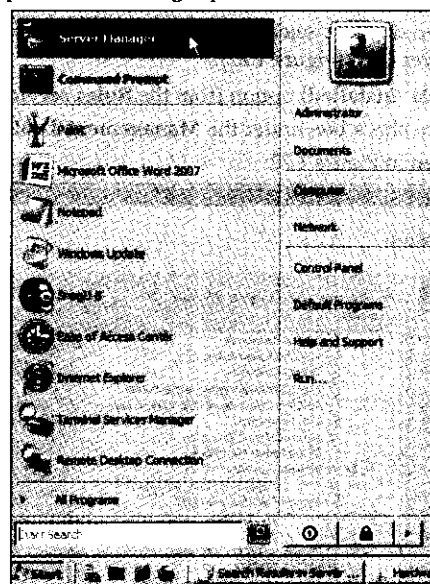 Server Manager
Command Prompt
Paint
Microsoft Office Word 2007
Notepad
Windows Update
SnagIt 8
Ease of Access Center
Internet Explorer
Terminal Services Manager
Remote Desktop Connection
All Programs
Start Search
Administrator
Documents
Computer
Network
Control Panel
Default Programs
Help and Support
Run...
Start